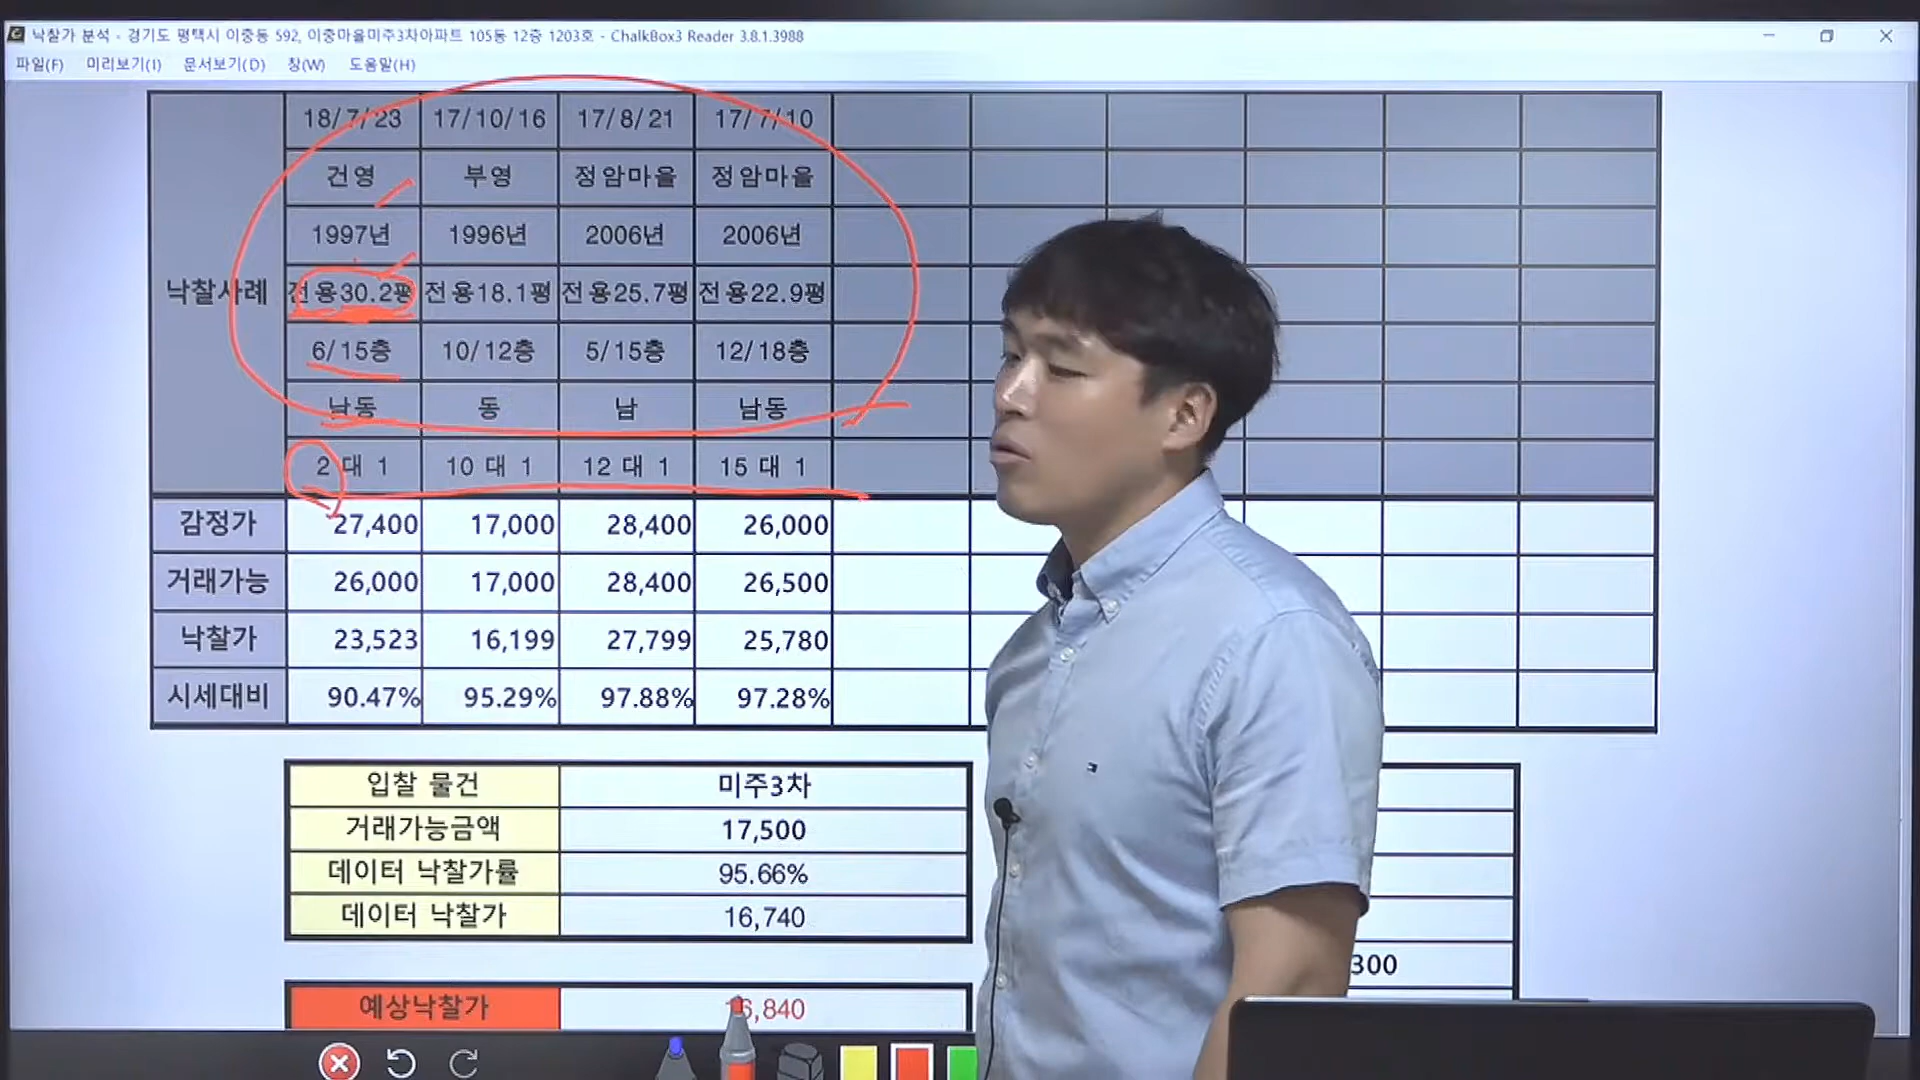 낙찰가 분석 - 경기도 평택시 이충동 592, 이충마을미주3차아파트 105동 12층 1203호 - ChalkBox3 Reader 3.8.1.3988
파일(F) 미리보기(I) 문서보기(D) 창(W) 도움말(H)
18/7/23 17/10/16 17/8/21 17/7/10
건영 부영 정암마을 정암마을
1997년 1996년 2006년 2006년
낙찰사례 전용30.2평 전용18.1평 전용25.7평 전용22.9평
6/15층 10/12층 5/15층 12/18층
남동 동 남 남동
2 대 1 10 대 1 12 대 1 15 대 1
감정가 27,400 17,000 28,400 26,000
거래가능 26,000 17,000 28,400 26,500
낙찰가 23,523 16,199 27,799 25,780
시세대비 90.47% 95.29% 97.88% 97.28%
입찰 물건 미주3차
거래가능금액 17,500
데이터 낙찰가률 95.66%
데이터 낙찰가 16,740
300
예상낙찰가 16,840